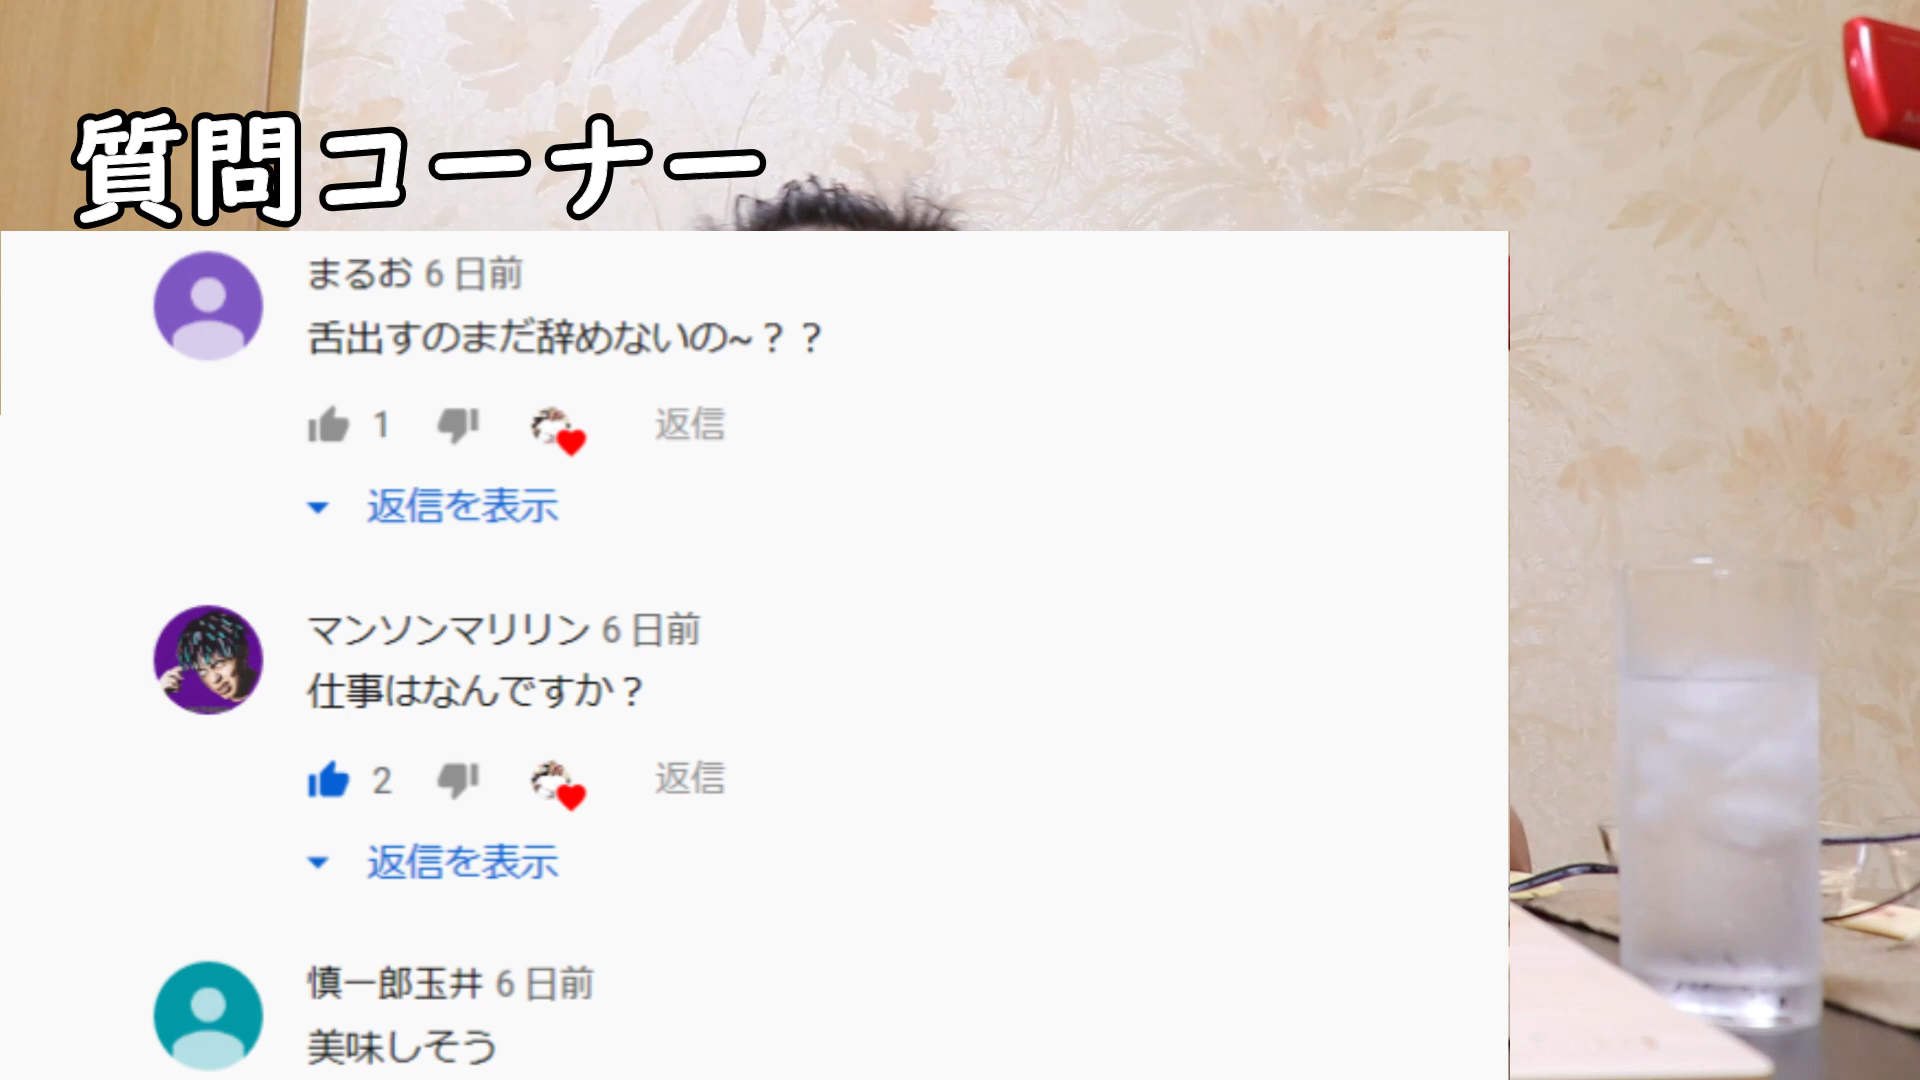 質問コーナー
まるお 6 日前
舌出すのまだ辞めないの~？？
1 返信
返信を表示
マンソンマリリン 6 日前
仕事はなんですか？
2 返信
返信を表示
慎一郎玉井 6 日前
美味しそう